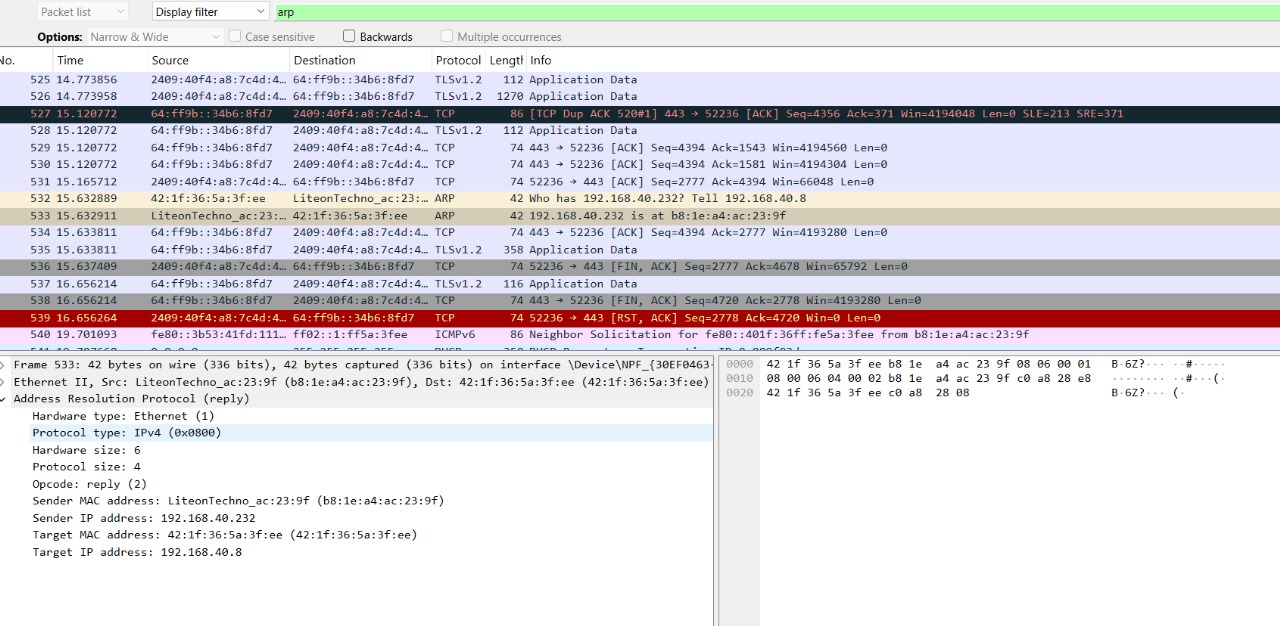 Packet list Display filter arp
Options: Narrow & Wide Case sensitive Backwards Multiple occurrences
No. Time Source Destination Protocol Length Info
525 14.773856 2409:40f4:a8:7c4d:4… 64:ff9b::34b6:8fd7 TLSv1.2 112 Application Data
526 14.773958 2409:40f4:a8:7c4d:4… 64:ff9b::34b6:8fd7 TLSv1.2 1270 Application Data
527 15.120772 64:ff9b::34b6:8fd7 2409:40f4:a8:7c4d:4… TCP 86 [TCP Dup ACK 520#1] 443 → 52236 [ACK] Seq=4356 Ack=371 Win=4194048 Len=0 SLE=213 SRE=371
528 15.120772 64:ff9b::34b6:8fd7 2409:40f4:a8:7c4d:4… TLSv1.2 112 Application Data
529 15.120772 64:ff9b::34b6:8fd7 2409:40f4:a8:7c4d:4… TCP 74 443 → 52236 [ACK] Seq=4394 Ack=1543 Win=4194560 Len=0
530 15.120772 64:ff9b::34b6:8fd7 2409:40f4:a8:7c4d:4… TCP 74 443 → 52236 [ACK] Seq=4394 Ack=1581 Win=4194304 Len=0
531 15.165712 2409:40f4:a8:7c4d:4… 64:ff9b::34b6:8fd7 TCP 74 52236 → 443 [ACK] Seq=2777 Ack=4394 Win=66048 Len=0
532 15.632889 42:1f:36:5a:3f:ee LiteonTechno_ac:23:… ARP 42 Who has 192.168.40.232? Tell 192.168.40.8
533 15.632911 LiteonTechno_ac:23:… 42:1f:36:5a:3f:ee ARP 42 192.168.40.232 is at b8:1e:a4:ac:23:9f
534 15.633811 64:ff9b::34b6:8fd7 2409:40f4:a8:7c4d:4… TCP 74 443 → 52236 [ACK] Seq=4394 Ack=2777 Win=4193280 Len=0
535 15.633811 64:ff9b::34b6:8fd7 2409:40f4:a8:7c4d:4… TLSv1.2 358 Application Data
536 15.637409 2409:40f4:a8:7c4d:4… 64:ff9b::34b6:8fd7 TCP 74 52236 → 443 [FIN, ACK] Seq=2777 Ack=4678 Win=65792 Len=0
537 16.656214 64:ff9b::34b6:8fd7 2409:40f4:a8:7c4d:4… TLSv1.2 116 Application Data
538 16.656214 64:ff9b::34b6:8fd7 2409:40f4:a8:7c4d:4… TCP 74 443 → 52236 [FIN, ACK] Seq=4720 Ack=2778 Win=4193280 Len=0
539 16.656264 2409:40f4:a8:7c4d:4… 64:ff9b::34b6:8fd7 TCP 74 52236 → 443 [RST, ACK] Seq=2778 Ack=4720 Win=0 Len=0
540 19.701093 fe80::3b53:41fd:111… ff02::1:ff5a:3fee ICMPv6 86 Neighbor Solicitation for fe80::401f:36ff:fe5a:3fee from b8:1e:a4:ac:23:9f
Frame 533: 42 bytes on wire (336 bits), 42 bytes captured (336 bits) on interface \Device\NPF_{30EF0463-
Ethernet II, Src: LiteonTechno_ac:23:9f (b8:1e:a4:ac:23:9f), Dst: 42:1f:36:5a:3f:ee (42:1f:36:5a:3f:ee)
Address Resolution Protocol (reply)
Hardware type: Ethernet (1)
Protocol type: IPv4 (0x0800)
Hardware size: 6
Protocol size: 4
Opcode: reply (2)
Sender MAC address: LiteonTechno_ac:23:9f (b8:1e:a4:ac:23:9f)
Sender IP address: 192.168.40.232
Target MAC address: 42:1f:36:5a:3f:ee (42:1f:36:5a:3f:ee)
Target IP address: 192.168.40.8
0000 42 1f 36 5a 3f ee b8 1e a4 ac 23 9f 08 06 00 01 B·6Z?··· ··#·····
0010 08 00 06 04 00 02 b8 1e a4 ac 23 9f c0 a8 28 e8 ········ ··#···(·
0020 42 1f 36 5a 3f ee c0 a8 28 08 B·6Z?··· (·